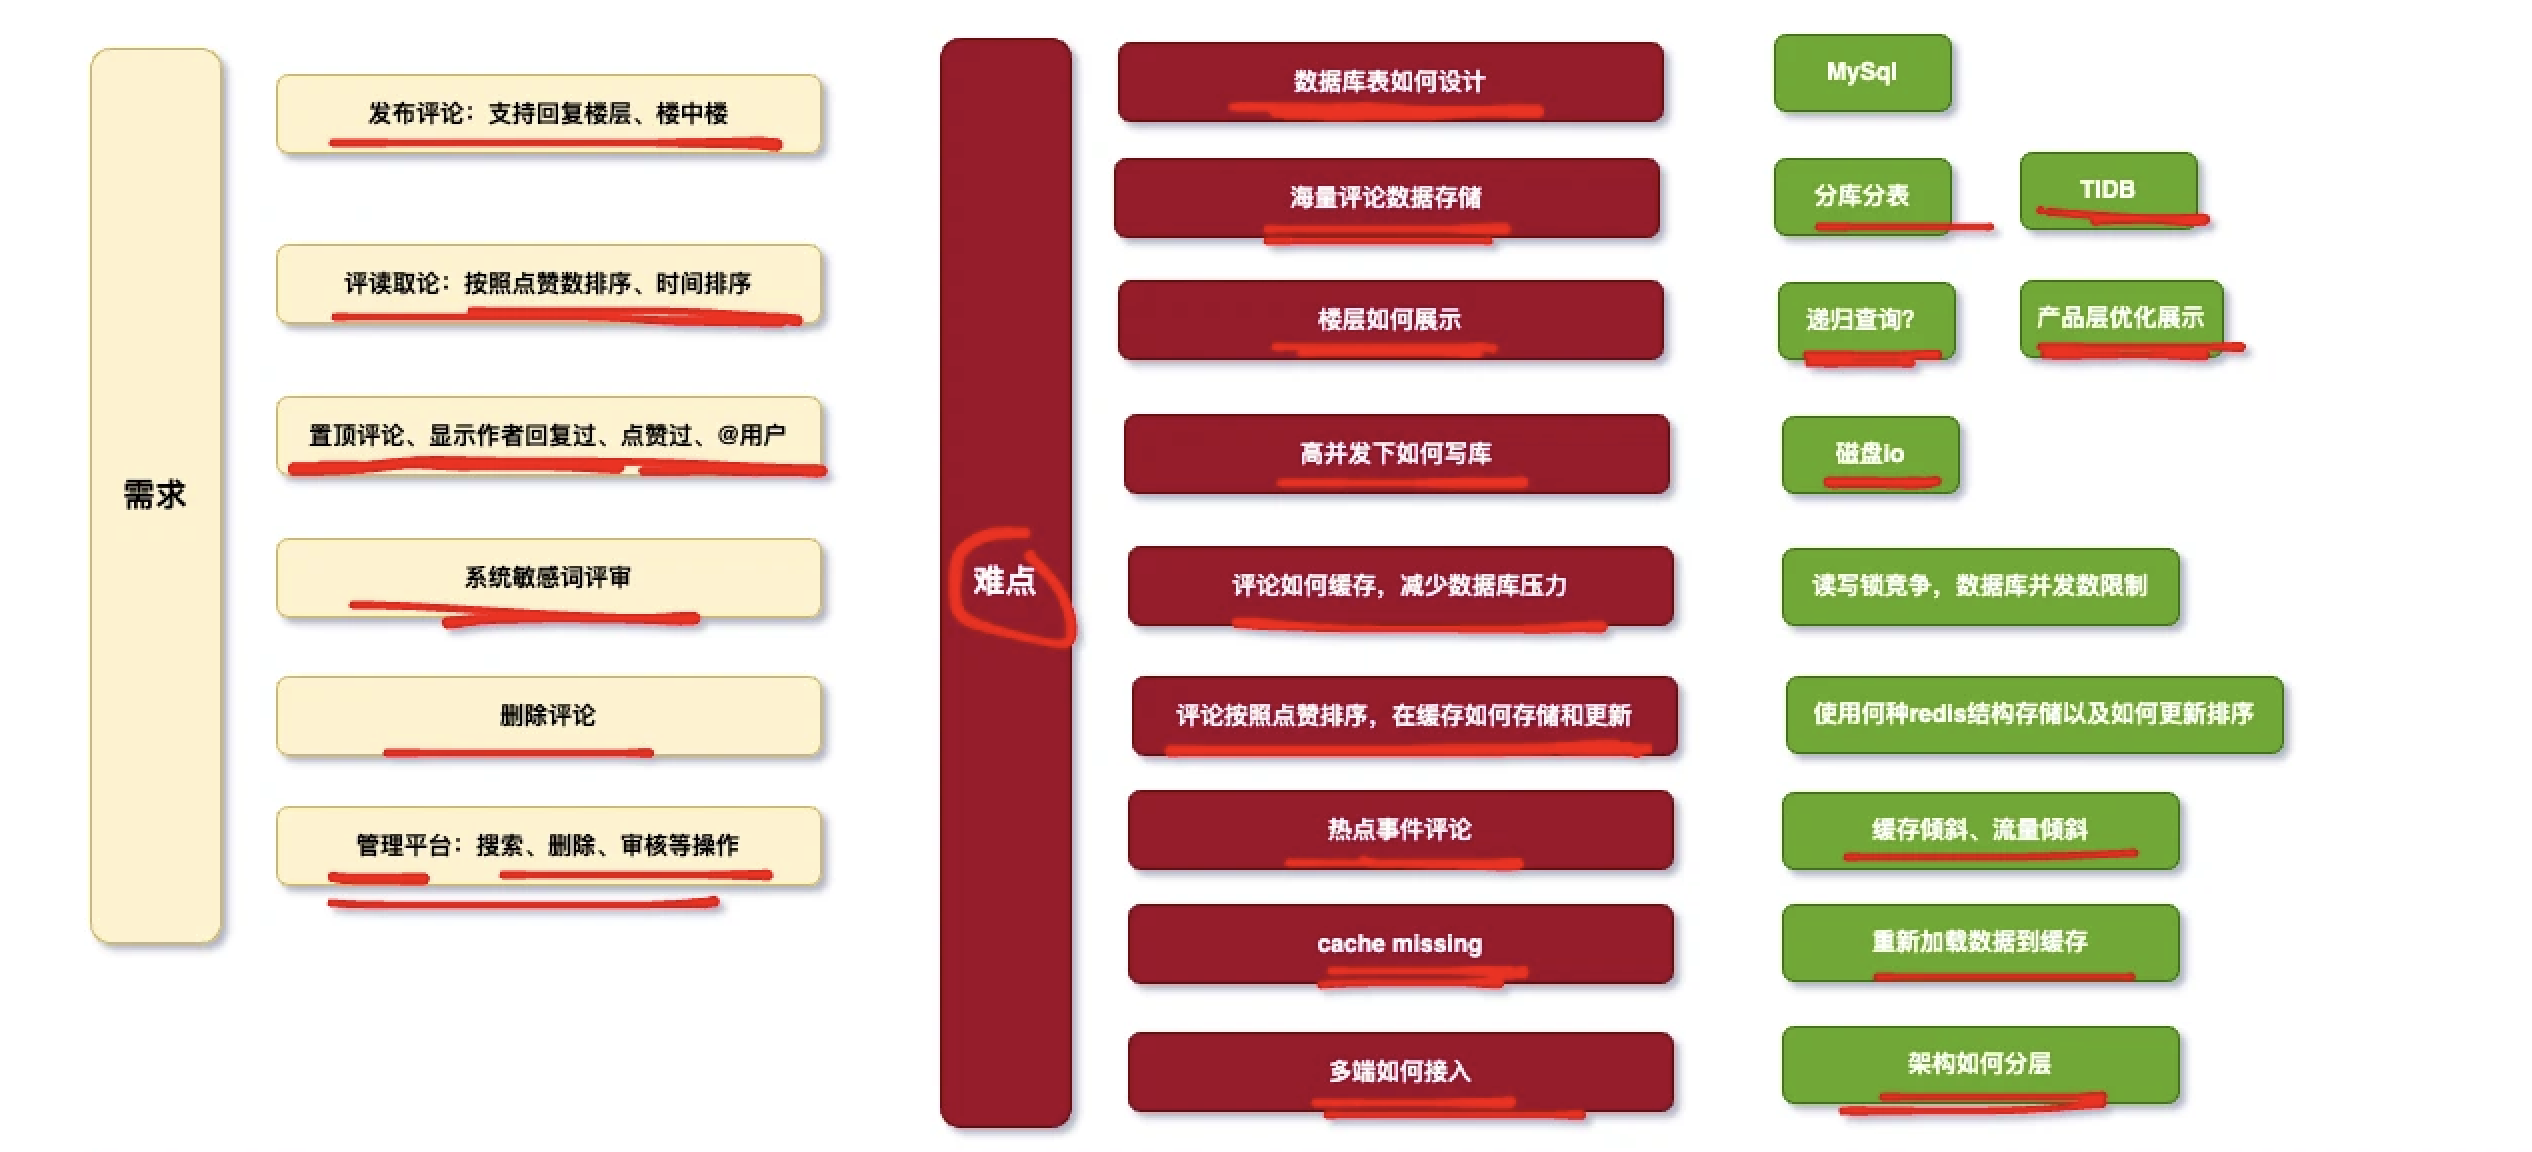 需求
发布评论：支持回复楼层、楼中楼
评读取论：按照点赞数排序、时间排序
置顶评论、显示作者回复过、点赞过、@用户
系统敏感词评审
删除评论
管理平台：搜索、删除、审核等操作
难点
数据库表如何设计
MySql
海量评论数据存储
分库分表
TIDB
楼层如何展示
递归查询?
产品层优化展示
高并发下如何写库
磁盘io
评论如何缓存，减少数据库压力
读写锁竞争，数据库并发数限制
评论按照点赞排序，在缓存如何存储和更新
使用何种redis结构存储以及如何更新排序
热点事件评论
缓存倾斜、流量倾斜
cache missing
重新加载数据到缓存
多端如何接入
架构如何分层